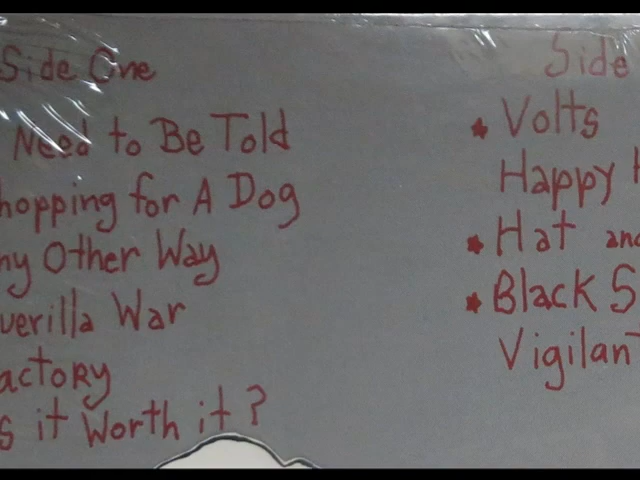 Side One
Need to Be Told
hopping for A Dog
ny Other Way
uerilla War
actory
s it Worth it?
Side
★ Volts
Happy H
★ Hat and
★ Black S
Vigilant